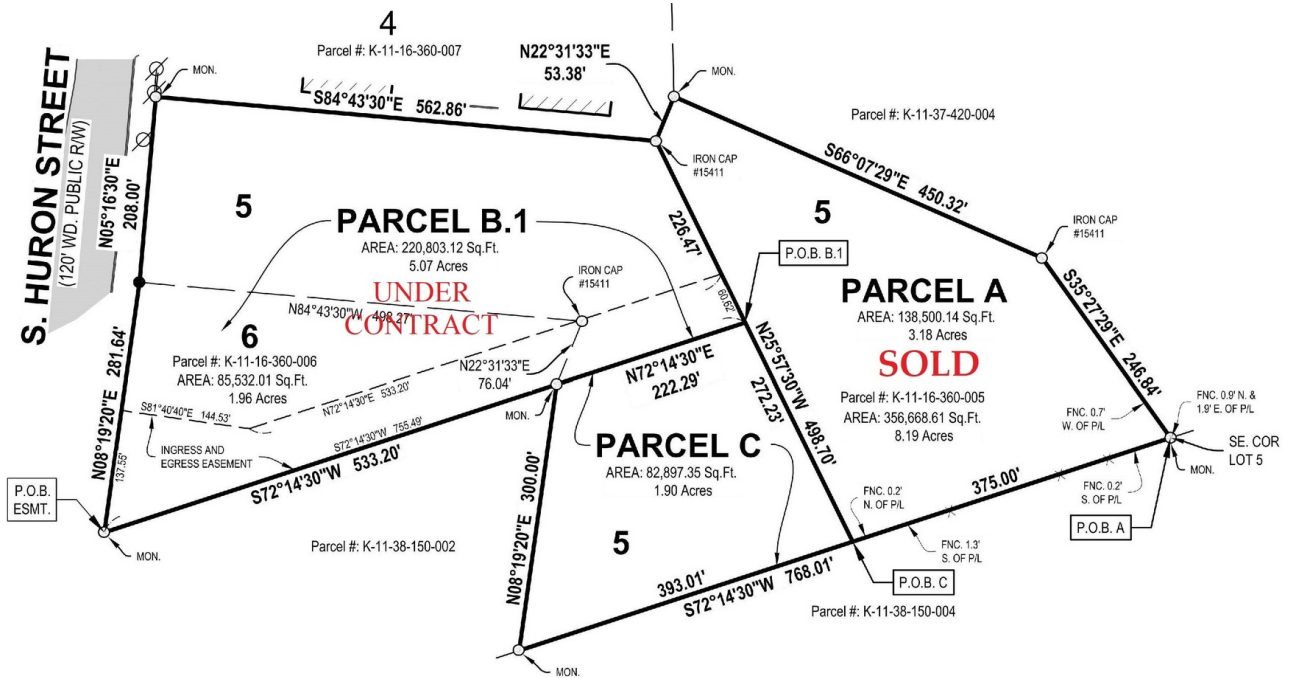 4
Parcel #: K-11-16-360-007
N22°31'33"E
53.38'
MON.
MON.
S84°43'30"E 562.86'
Parcel #: K-11-37-420-004
S. HURON STREET
(120' WD. PUBLIC R/W)
N05°16'30"E
208.00'
IRON CAP
#15411
S66°07'29"E 450.32'
5
PARCEL B.1
AREA: 220,803.12 Sq.Ft.
5.07 Acres
UNDER
CONTRACT
N84°43'30"W 498.27'
226.47'
5
P.O.B. B.1
IRON CAP
#15411
IRON CAP
#15411
60.62'
PARCEL A
AREA: 138,500.14 Sq.Ft.
3.18 Acres
SOLD
Parcel #: K-11-16-360-005
AREA: 356,668.61 Sq.Ft.
8.19 Acres
S35°27'29"E 246.84'
6
Parcel #: K-11-16-360-006
AREA: 85,532.01 Sq.Ft.
1.96 Acres
N08°19'20"E 281.64'
N22°31'33"E
76.04'
N72°14'30"E
222.29'
N25°57'30"W 498.70'
272.23'
N72°14'30"E 533.20'
S81°40'40"E 144.53'
MON.
INGRESS AND
EGRESS EASEMENT
137.55'
S72°14'30"W 755.49'
S72°14'30"W 533.20'
PARCEL C
AREA: 82,897.35 Sq.Ft.
1.90 Acres
FNC. 0.7'
W. OF P/L
FNC. 0.9' N. &
1.9' E. OF P/L
SE. COR
LOT 5
MON.
P.O.B. A
FNC. 0.2'
S. OF P/L
375.00'
FNC. 0.2'
N. OF P/L
FNC. 1.3'
S. OF P/L
P.O.B.
ESMT.
MON.
Parcel #: K-11-38-150-002
N08°19'20"E 300.00'
5
393.01'
S72°14'30"W 768.01'
P.O.B. C
Parcel #: K-11-38-150-004
MON.